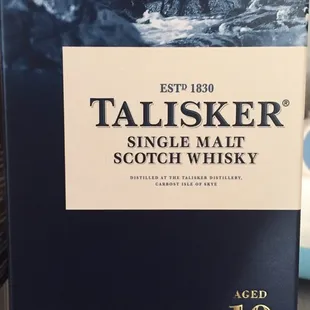 ESTD 1830
TALISKER®
SINGLE MALT
SCOTCH WHISKY
DISTILLED AT THE TALISKER DISTILLERY,
CARBOST ISLE OF SKYE
AGED